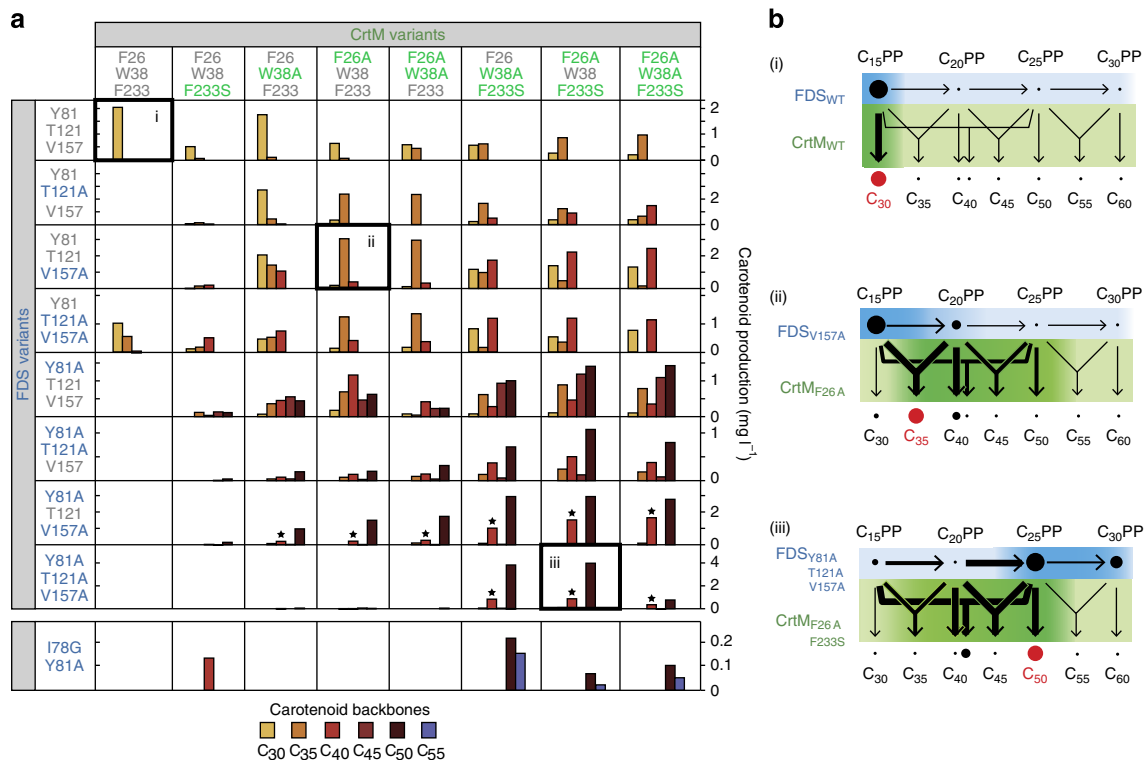 a
CrtM variants
F26 W38 F233
F26 W38 F233S
F26 W38A F233
F26A W38 F233
F26A W38A F233
F26 W38A F233S
F26A W38 F233S
F26A W38A F233S
FDS variants
Y81 T121 V157
i
2
1
0
Y81 T121A V157
2
0
Y81 T121 V157A
ii
2
0
Y81 T121A V157A
1
0
Y81A T121 V157
1
0
Y81A T121A V157
1
0
Y81A T121 V157A
★ ★ ★ ★ ★ ★
2
0
Y81A T121A V157A
iii
★ ★ ★
4
2
0
I78G Y81A
0.2
0.1
0
Carotenoid production (mg l⁻¹)
Carotenoid backbones
C30 C35 C40 C45 C50 C55
b
(i)
C15PP C20PP C25PP C30PP
FDSWT
CrtMWT
C30 C35 C40 C45 C50 C55 C60
(ii)
C15PP C20PP C25PP C30PP
FDSV157A
CrtMF26A
C30 C35 C40 C45 C50 C55 C60
(iii)
C15PP C20PP C25PP C30PP
FDSY81A
T121A
V157A
CrtMF26A
F233S
C30 C35 C40 C45 C50 C55 C60